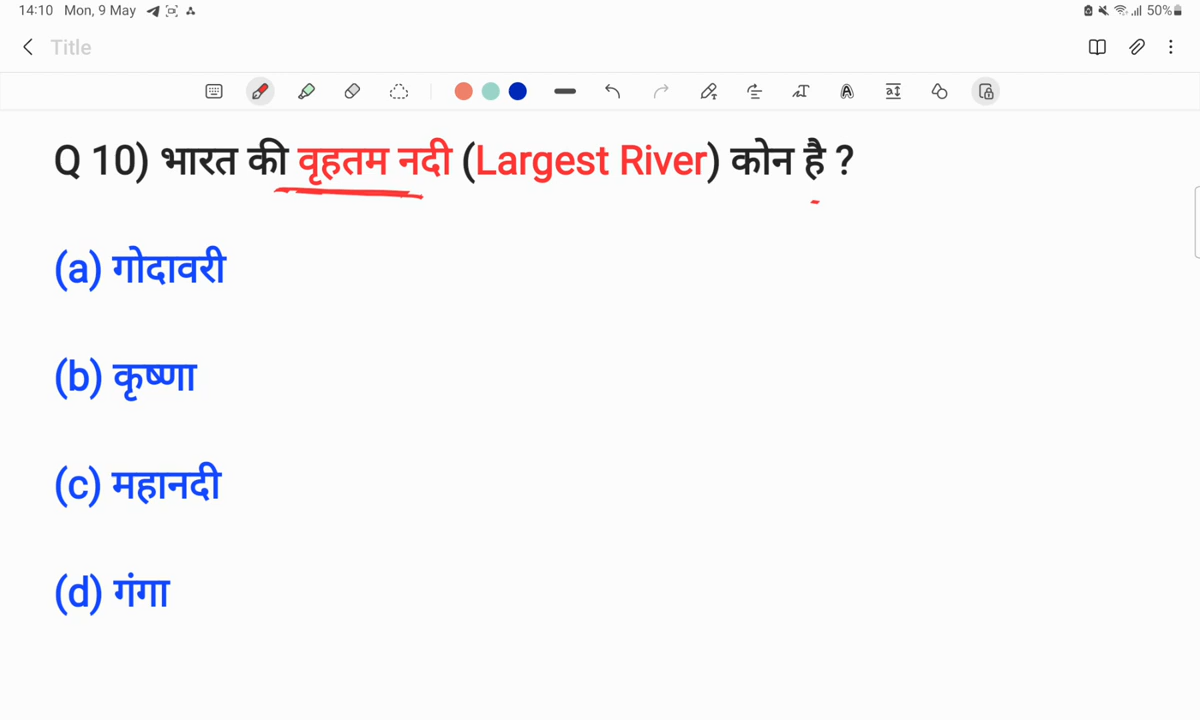 14:10 Mon, 9 May 50%
Title
Q 10) भारत की वृहतम नदी (Largest River) कोन है ?
(a) गोदावरी
(b) कृष्णा
(c) महानदी
(d) गंगा